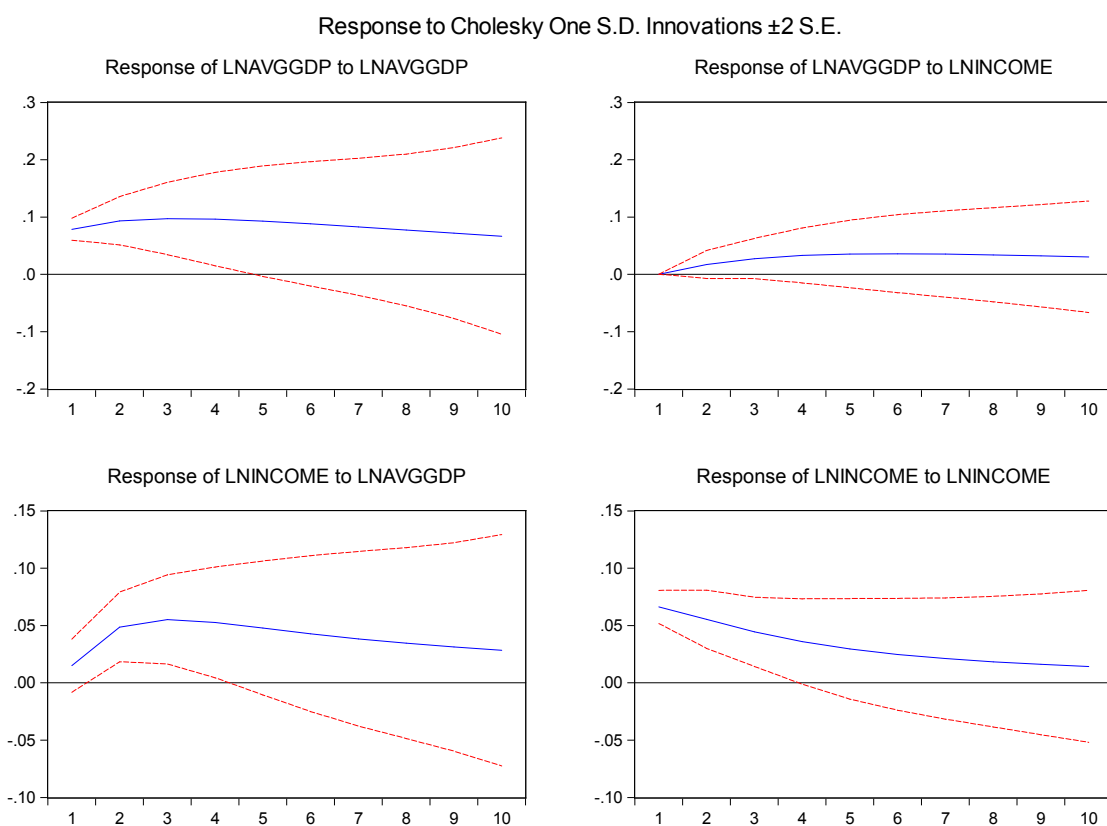 Response to Cholesky One S.D. Innovations ±2 S.E.
Response of LNAVGGDP to LNAVGGDP
.3
.2
.1
.0
-.1
-.2
1 2 3 4 5 6 7 8 9 10
Response of LNAVGGDP to LNINCOME
.3
.2
.1
.0
-.1
-.2
1 2 3 4 5 6 7 8 9 10
Response of LNINCOME to LNAVGGDP
.15
.10
.05
.00
-.05
-.10
1 2 3 4 5 6 7 8 9 10
Response of LNINCOME to LNINCOME
.15
.10
.05
.00
-.05
-.10
1 2 3 4 5 6 7 8 9 10